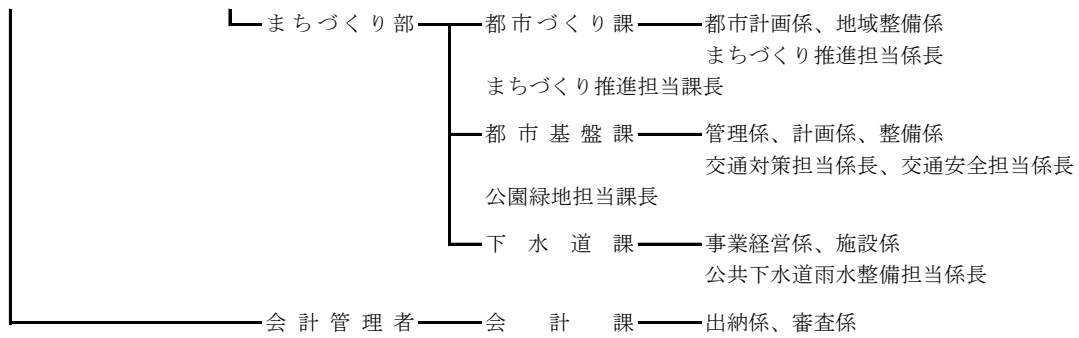 まちづくり部 都市づくり課 都市計画係、地域整備係
まちづくり推進担当係長
まちづくり推進担当課長
都市基盤課 管理係、計画係、整備係
交通対策担当係長、交通安全担当係長
公園緑地担当課長
下水道課 事業経営係、施設係
公共下水道雨水整備担当係長
会計管理者 会計課 出納係、審査係